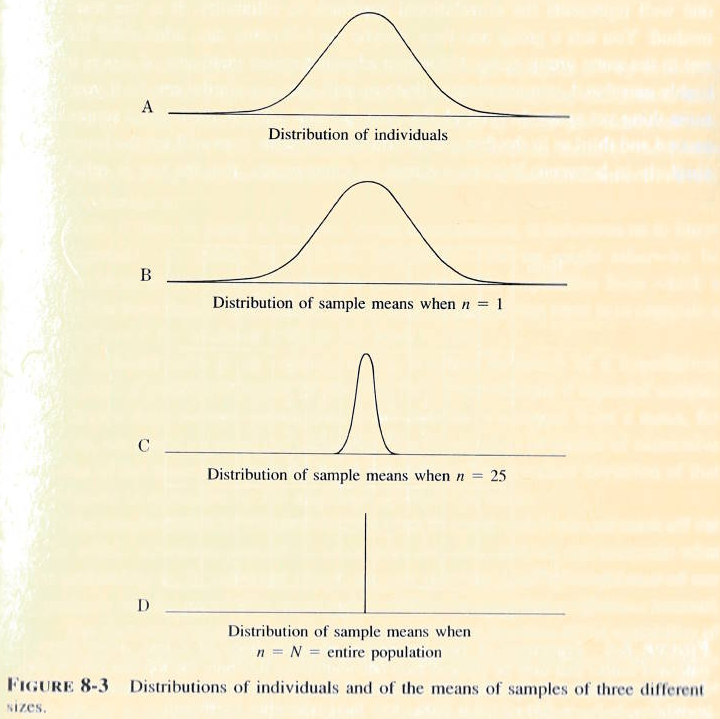 A
Distribution of individuals
B
Distribution of sample means when n = 1
C
Distribution of sample means when n = 25
D
Distribution of sample means when
n = N = entire population
FIGURE 8-3 Distributions of individuals and of the means of samples of three different
sizes.